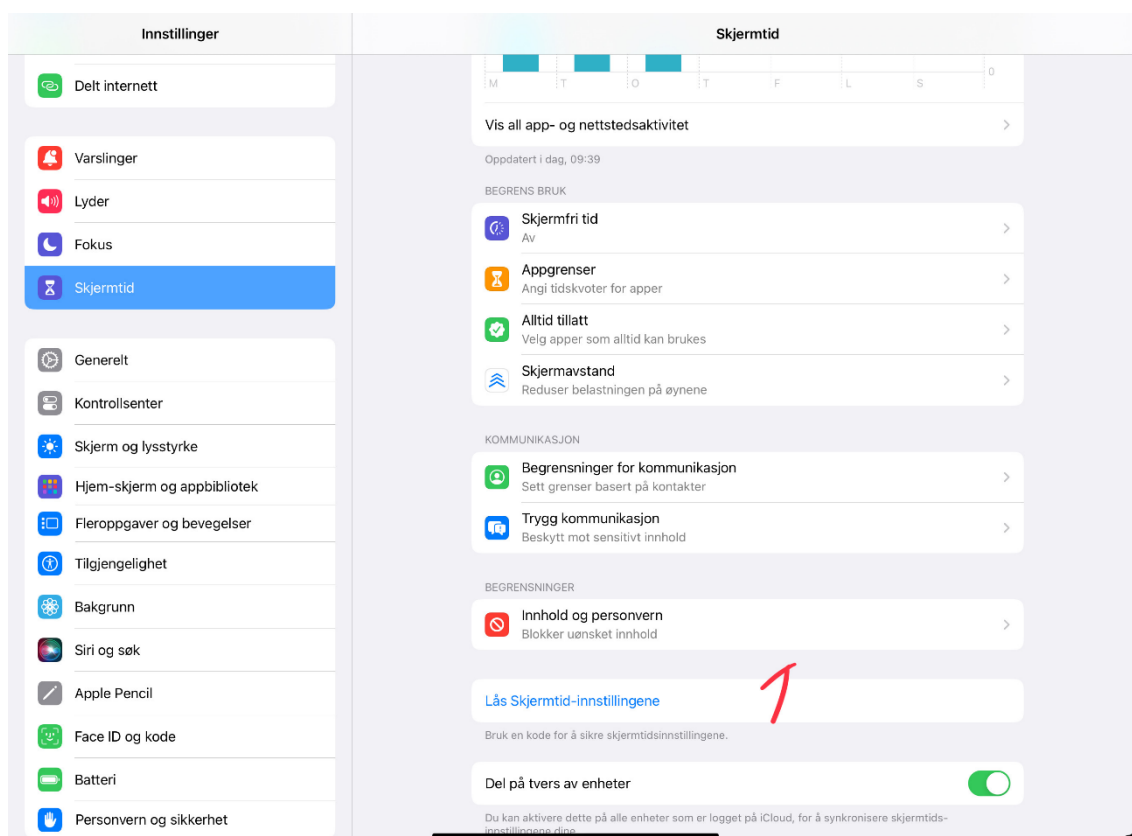 Innstillinger
Delt internett
Varslinger
Lyder
Fokus
Skjermtid
Generelt
Kontrollsenter
Skjerm og lysstyrke
Hjem-skjerm og appbibliotek
Fleroppgaver og bevegelser
Tilgjengelighet
Bakgrunn
Siri og søk
Apple Pencil
Face ID og kode
Batteri
Personvern og sikkerhet
Skjermtid
0
M T O T F L S
Vis all app- og nettstedsaktivitet
Oppdatert i dag, 09:39
BEGRENS BRUK
Skjermfri tid
Av
Appgrenser
Angi tidskvoter for apper
Alltid tillatt
Velg apper som alltid kan brukes
Skjermavstand
Reduser belastningen på øynene
KOMMUNIKASJON
Begrensninger for kommunikasjon
Sett grenser basert på kontakter
Trygg kommunikasjon
Beskytt mot sensitivt innhold
BEGRENSNINGER
Innhold og personvern
Blokker uønsket innhold
1
Lås Skjermtid-innstillingene
Bruk en kode for å sikre skjermtidsinnstillingene.
Del på tvers av enheter
Du kan aktivere dette på alle enheter som er logget på iCloud, for å synkronisere skjermtids-
innstillingene dine.